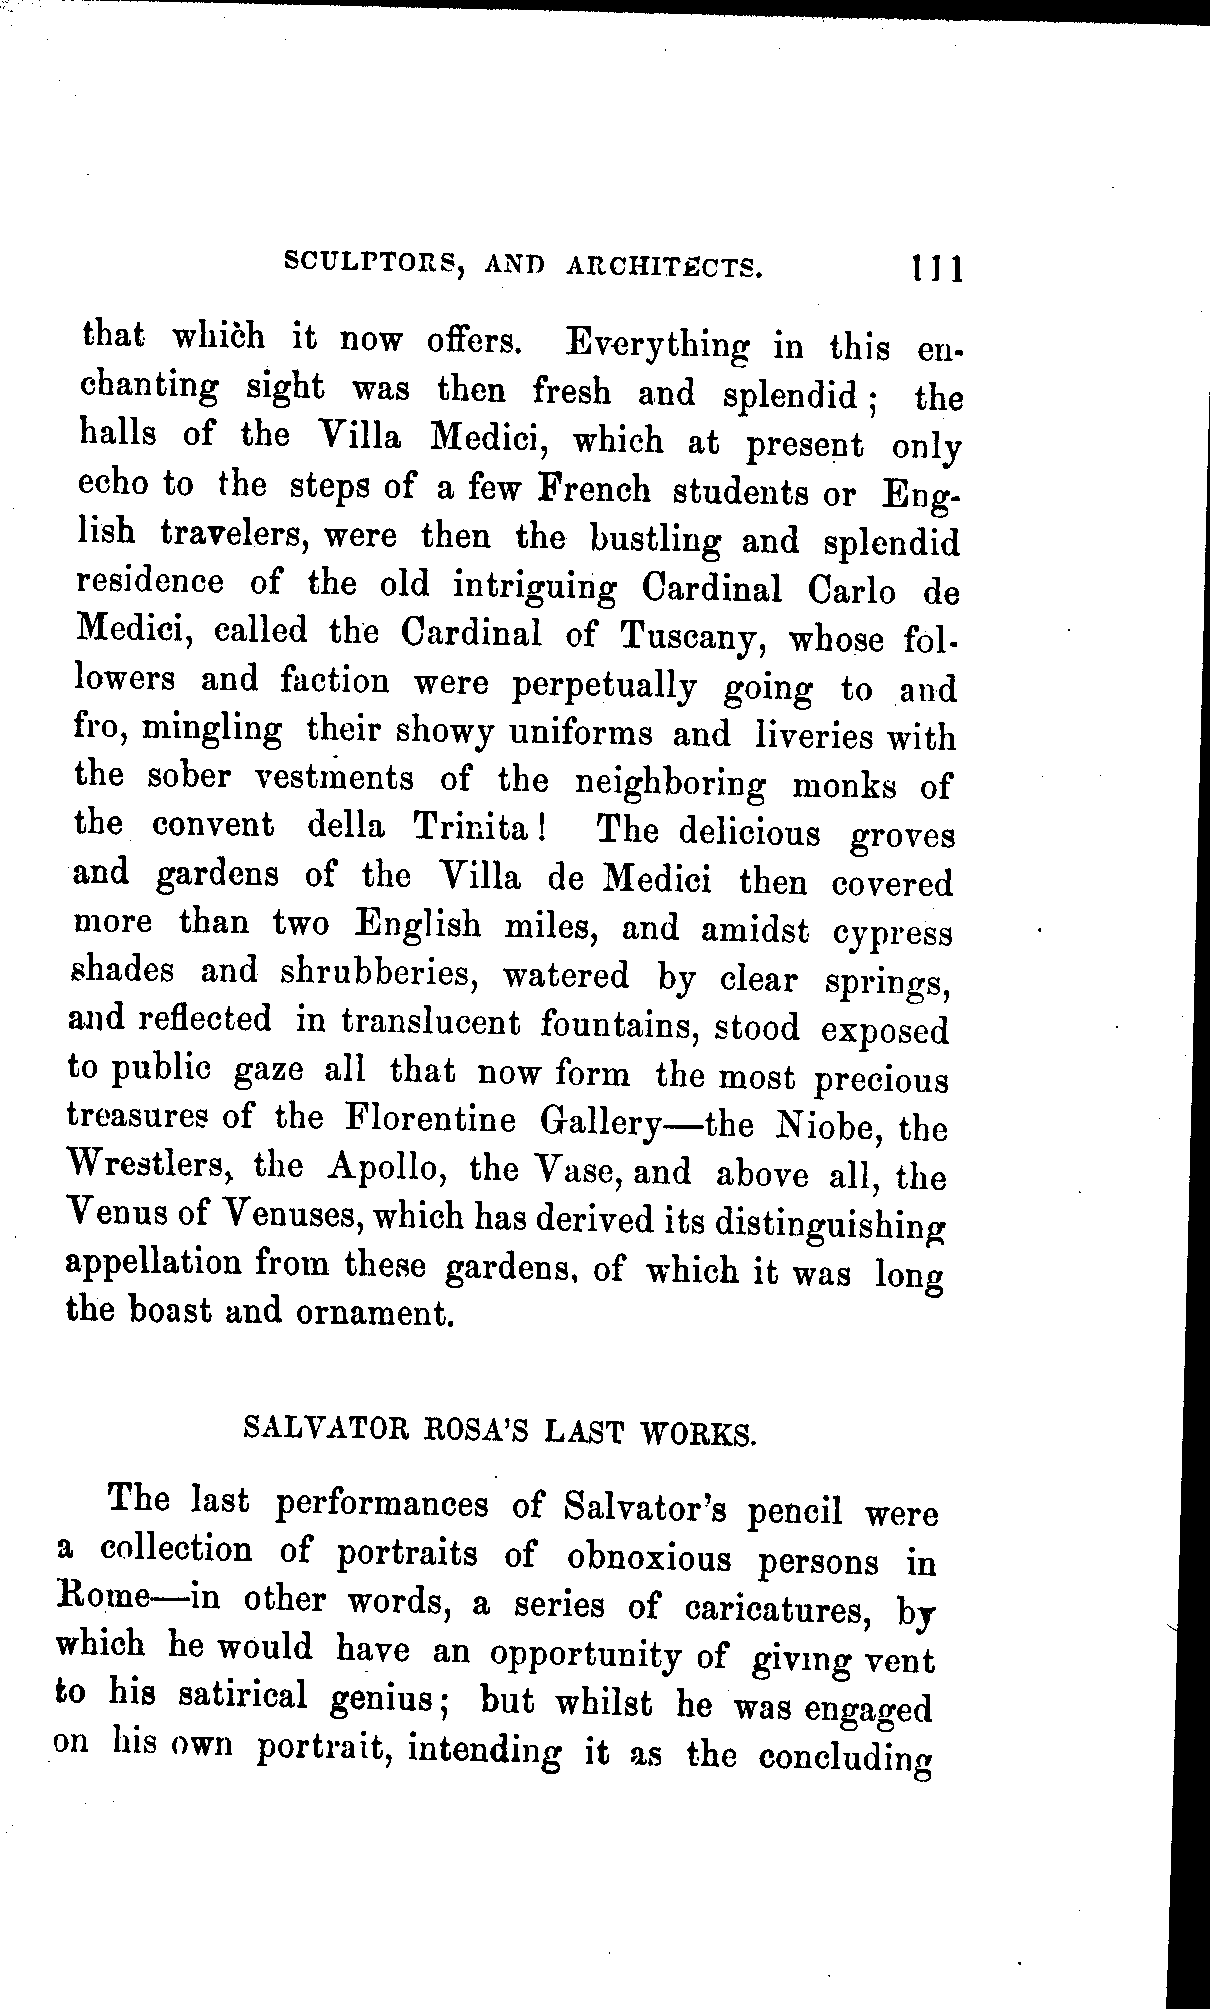 SCULPTORS, AND ARCHITECTS. 111
that which it now offers. Everything in this en-
chanting sight was then fresh and splendid; the
halls of the Villa Medici, which at present only
echo to the steps of a few French students or Eng-
lish travelers, were then the bustling and splendid
residence of the old intriguing Cardinal Carlo de
Medici, called the Cardinal of Tuscany, whose fol-
lowers and faction were perpetually going to and
fro, mingling their showy uniforms and liveries with
the sober vestments of the neighboring monks of
the convent della Trinita! The delicious groves
and gardens of the Villa de Medici then covered
more than two English miles, and amidst cypress
shades and shrubberies, watered by clear springs,
and reflected in translucent fountains, stood exposed
to public gaze all that now form the most precious
treasures of the Florentine Gallery—the Niobe, the
Wrestlers, the Apollo, the Vase, and above all, the
Venus of Venuses, which has derived its distinguishing
appellation from these gardens, of which it was long
the boast and ornament.
SALVATOR ROSA'S LAST WORKS.
The last performances of Salvator's pencil were
a collection of portraits of obnoxious persons in
Rome—in other words, a series of caricatures, by
which he would have an opportunity of giving vent
to his satirical genius; but whilst he was engaged
on his own portrait, intending it as the concluding